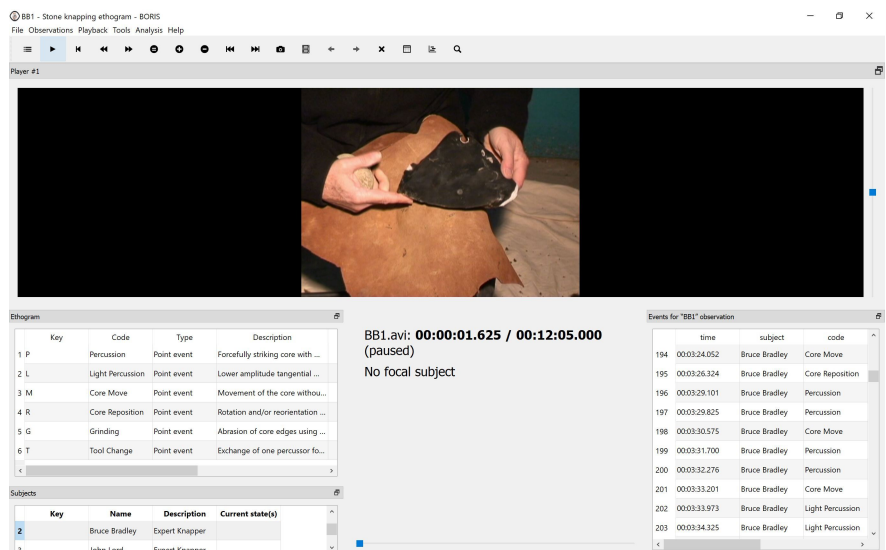 BB1 - Stone knapping ethogram - BORIS
File Observations Playback Tools Analysis Help
Player #1
Ethogram
Key Code Type Description
1 P Percussion Point event Forcefully striking core with ...
2 L Light Percussion Point event Lower amplitude tangential ...
3 M Core Move Point event Movement of the core withou...
4 R Core Reposition Point event Rotation and/or reorientation ...
5 G Grinding Point event Abrasion of core edges using ...
6 T Tool Change Point event Exchange of one percussor fo...
Subjects
Key Name Description Current state(s)
2 Bruce Bradley Expert Knapper
3 John Lord Expert Knapper
BB1.avi: 00:00:01.625 / 00:12:05.000
(paused)
No focal subject
Events for "BB1" observation
time subject code
194 00:03:24.052 Bruce Bradley Core Move
195 00:03:26.324 Bruce Bradley Core Reposition
196 00:03:29.101 Bruce Bradley Percussion
197 00:03:29.825 Bruce Bradley Percussion
198 00:03:30.575 Bruce Bradley Core Move
199 00:03:31.700 Bruce Bradley Percussion
200 00:03:32.276 Bruce Bradley Percussion
201 00:03:33.201 Bruce Bradley Core Move
202 00:03:33.973 Bruce Bradley Light Percussion
203 00:03:34.325 Bruce Bradley Light Percussion